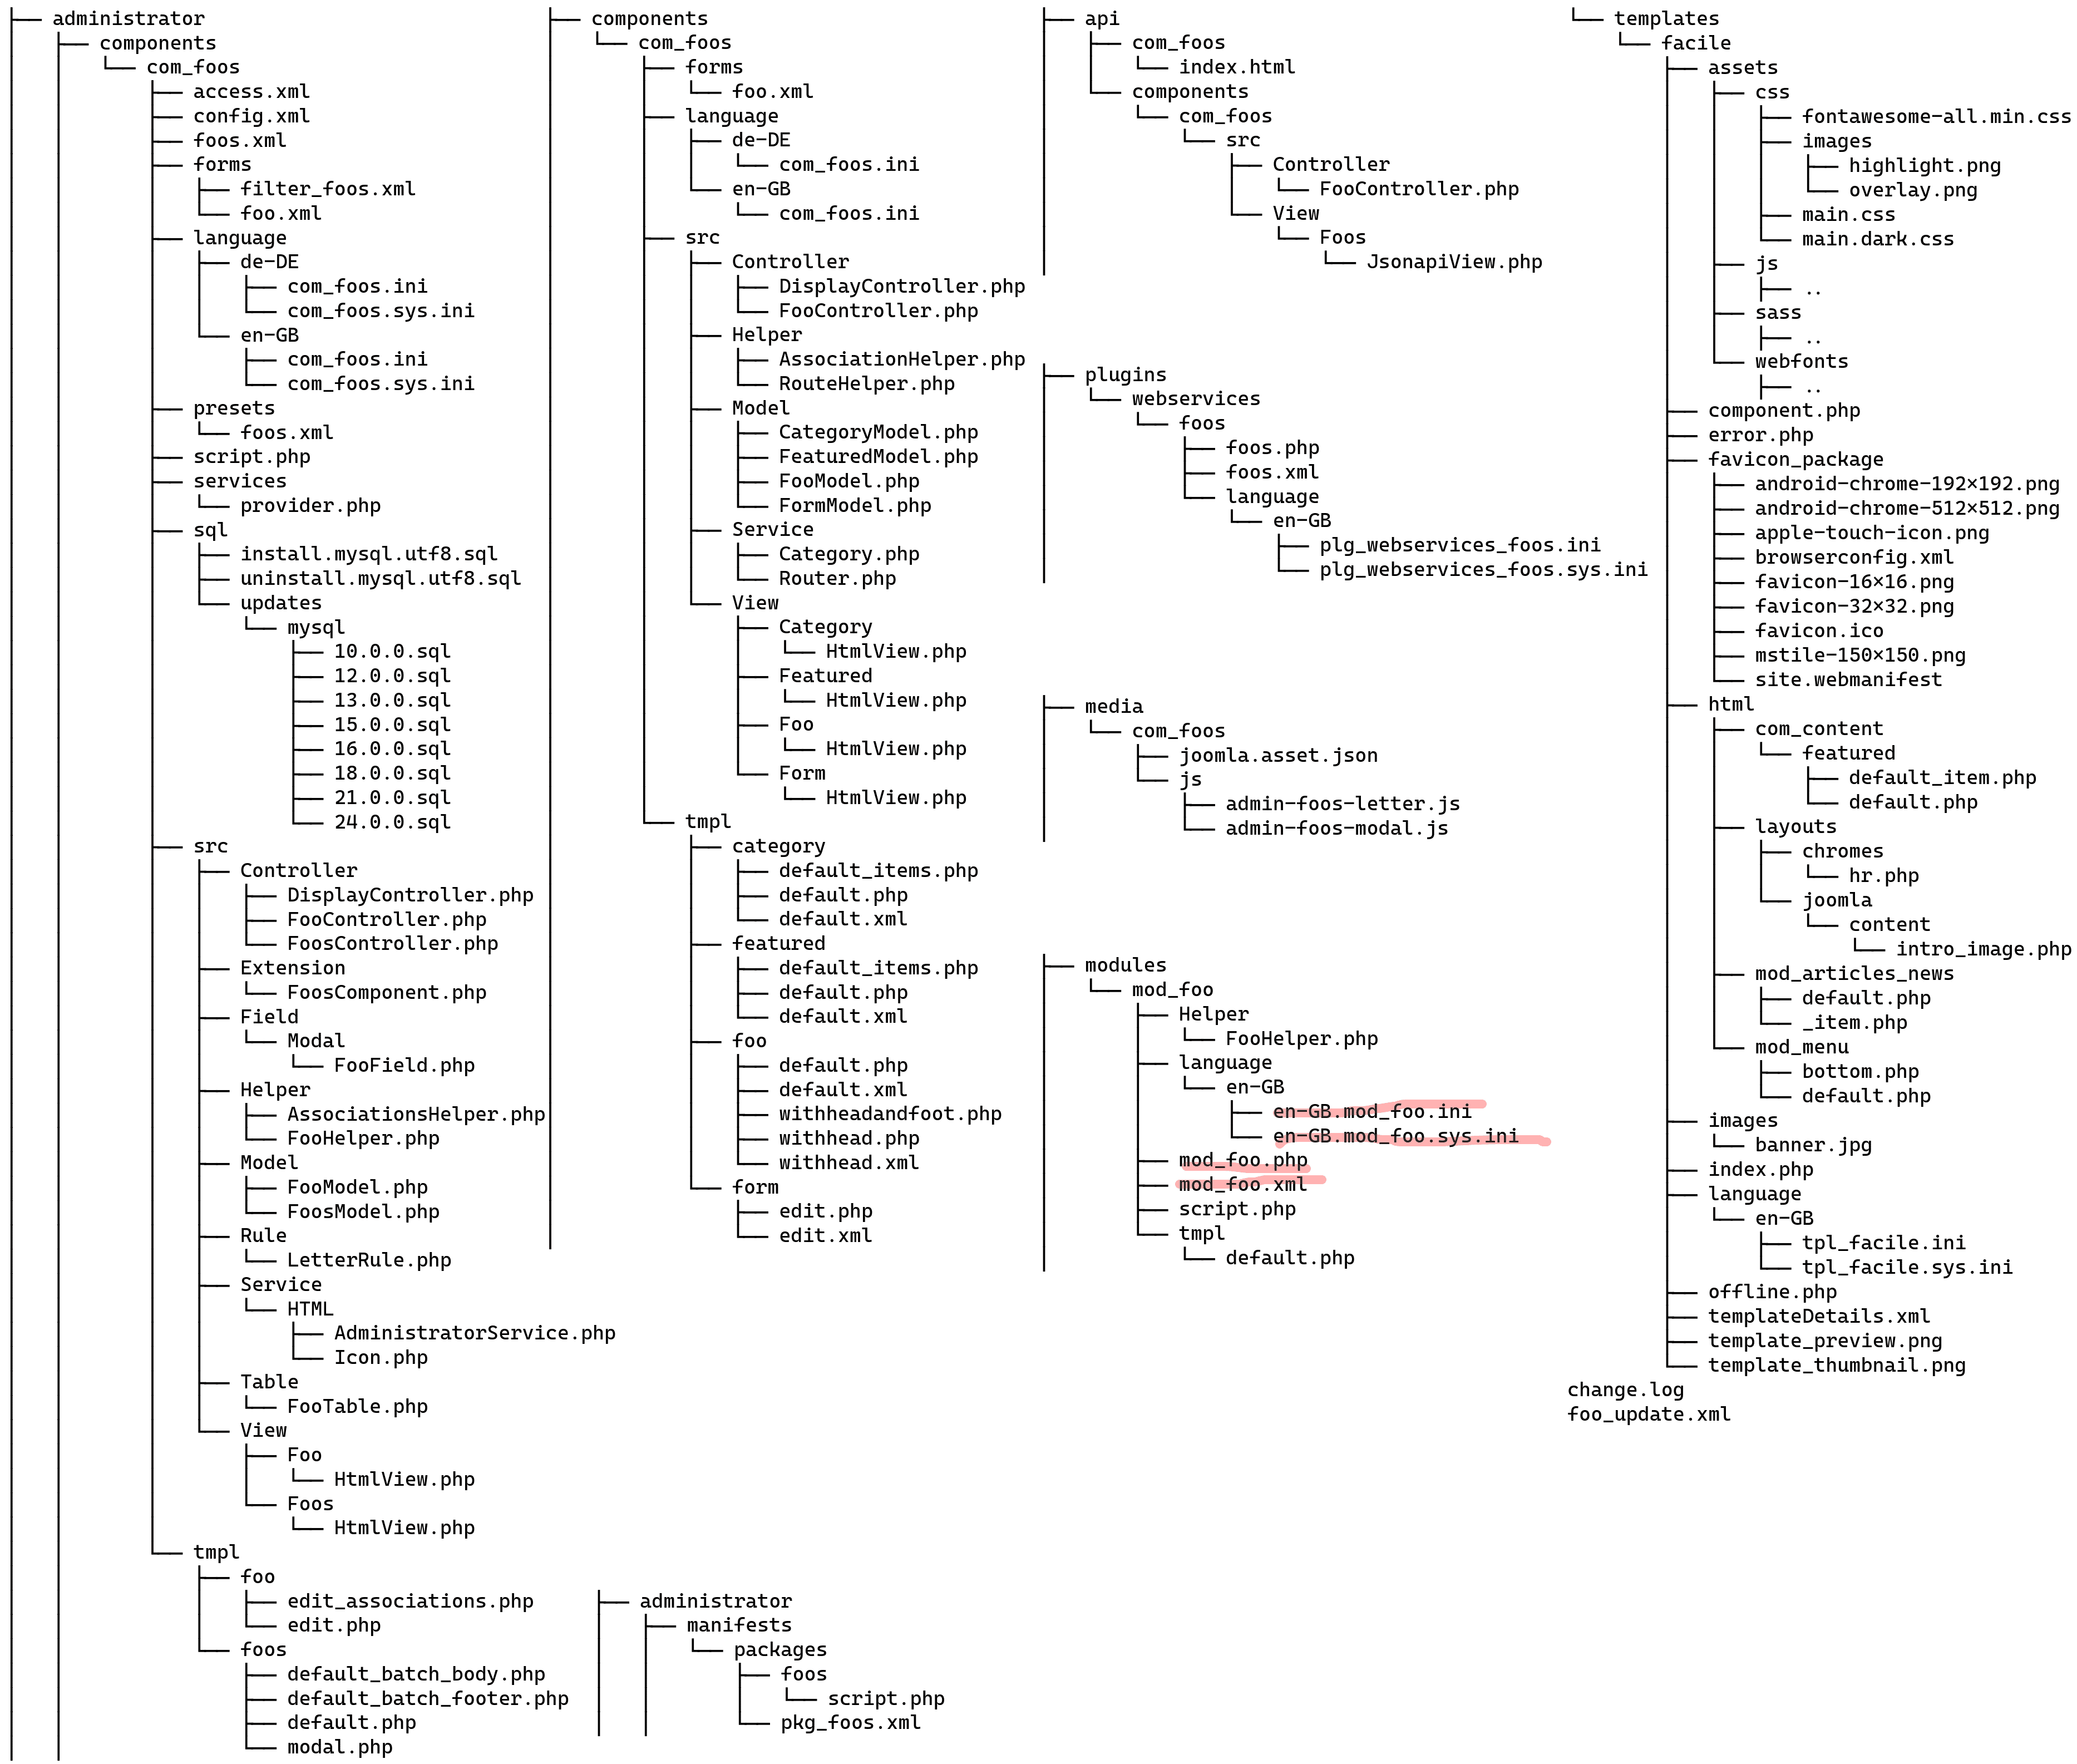 ├── administrator
│   ├── components
│   │   └── com_foos
│   │       ├── access.xml
│   │       ├── config.xml
│   │       ├── foos.xml
│   │       ├── forms
│   │       │   ├── filter_foos.xml
│   │       │   └── foo.xml
│   │       ├── language
│   │       │   ├── de-DE
│   │       │   │   ├── com_foos.ini
│   │       │   │   └── com_foos.sys.ini
│   │       │   └── en-GB
│   │       │       ├── com_foos.ini
│   │       │       └── com_foos.sys.ini
│   │       ├── presets
│   │       │   └── foos.xml
│   │       ├── script.php
│   │       ├── services
│   │       │   └── provider.php
│   │       ├── sql
│   │       │   ├── install.mysql.utf8.sql
│   │       │   ├── uninstall.mysql.utf8.sql
│   │       │   └── updates
│   │       │       └── mysql
│   │       │           ├── 10.0.0.sql
│   │       │           ├── 12.0.0.sql
│   │       │           ├── 13.0.0.sql
│   │       │           ├── 15.0.0.sql
│   │       │           ├── 16.0.0.sql
│   │       │           ├── 18.0.0.sql
│   │       │           ├── 21.0.0.sql
│   │       │           └── 24.0.0.sql
│   │       ├── src
│   │       │   ├── Controller
│   │       │   │   ├── DisplayController.php
│   │       │   │   ├── FooController.php
│   │       │   │   └── FoosController.php
│   │       │   ├── Extension
│   │       │   │   └── FoosComponent.php
│   │       │   ├── Field
│   │       │   │   └── Modal
│   │       │   │       └── FooField.php
│   │       │   ├── Helper
│   │       │   │   ├── AssociationsHelper.php
│   │       │   │   └── FooHelper.php
│   │       │   ├── Model
│   │       │   │   ├── FooModel.php
│   │       │   │   └── FoosModel.php
│   │       │   ├── Rule
│   │       │   │   └── LetterRule.php
│   │       │   ├── Service
│   │       │   │   └── HTML
│   │       │   │       ├── AdministratorService.php
│   │       │   │       └── Icon.php
│   │       │   ├── Table
│   │       │   │   └── FooTable.php
│   │       │   └── View
│   │       │       ├── Foo
│   │       │       │   └── HtmlView.php
│   │       │       └── Foos
│   │       │           └── HtmlView.php
│   │       └── tmpl
│   │           ├── foo
│   │           │   ├── edit_associations.php
│   │           │   └── edit.php
│   │           └── foos
│   │               ├── default_batch_body.php
│   │               ├── default_batch_footer.php
│   │               ├── default.php
│   │               └── modal.php
├── components
│   └── com_foos
│       ├── forms
│       │   └── foo.xml
│       ├── language
│       │   ├── de-DE
│       │   │   └── com_foos.ini
│       │   └── en-GB
│       │       └── com_foos.ini
│       ├── src
│       │   ├── Controller
│       │   │   ├── DisplayController.php
│       │   │   └── FooController.php
│       │   ├── Helper
│       │   │   ├── AssociationHelper.php
│       │   │   └── RouteHelper.php
│       │   ├── Model
│       │   │   ├── CategoryModel.php
│       │   │   ├── FeaturedModel.php
│       │   │   ├── FooModel.php
│       │   │   └── FormModel.php
│       │   ├── Service
│       │   │   ├── Category.php
│       │   │   └── Router.php
│       │   └── View
│       │       ├── Category
│       │       │   └── HtmlView.php
│       │       ├── Featured
│       │       │   └── HtmlView.php
│       │       ├── Foo
│       │       │   └── HtmlView.php
│       │       └── Form
│       │           └── HtmlView.php
│       └── tmpl
│           ├── category
│           │   ├── default_items.php
│           │   ├── default.php
│           │   └── default.xml
│           ├── featured
│           │   ├── default_items.php
│           │   ├── default.php
│           │   └── default.xml
│           ├── foo
│           │   ├── default.php
│           │   ├── default.xml
│           │   ├── withheadandfoot.php
│           │   ├── withhead.php
│           │   └── withhead.xml
│           └── form
│               ├── edit.php
│               └── edit.xml
├── administrator
│   ├── manifests
│   │   └── packages
│   │       ├── foos
│   │       │   └── script.php
│   │       └── pkg_foos.xml
├── api
│   ├── com_foos
│   │   └── index.html
│   └── components
│       └── com_foos
│           └── src
│               ├── Controller
│               │   └── FooController.php
│               └── View
│                   └── Foos
│                       └── JsonapiView.php
├── plugins
│   └── webservices
│       └── foos
│           ├── foos.php
│           ├── foos.xml
│           └── language
│               └── en-GB
│                   ├── plg_webservices_foos.ini
│                   └── plg_webservices_foos.sys.ini
├── media
│   └── com_foos
│       ├── joomla.asset.json
│       └── js
│           ├── admin-foos-letter.js
│           └── admin-foos-modal.js
├── modules
│   └── mod_foo
│       ├── Helper
│       │   └── FooHelper.php
│       ├── language
│       │   └── en-GB
│       │       ├── en-GB.mod_foo.ini
│       │       └── en-GB.mod_foo.sys.ini
│       ├── mod_foo.php
│       ├── mod_foo.xml
│       ├── script.php
│       └── tmpl
│           └── default.php
└── templates
    └── facile
        ├── assets
        │   ├── css
        │   │   ├── fontawesome-all.min.css
        │   │   ├── images
        │   │   │   ├── highlight.png
        │   │   │   └── overlay.png
        │   │   ├── main.css
        │   │   └── main.dark.css
        │   ├── js
        │   │   ├── ..
        │   ├── sass
        │   │   ├── ..
        │   └── webfonts
        │       ├── ..
        ├── component.php
        ├── error.php
        ├── favicon_package
        │   ├── android-chrome-192×192.png
        │   ├── android-chrome-512×512.png
        │   ├── apple-touch-icon.png
        │   ├── browserconfig.xml
        │   ├── favicon-16×16.png
        │   ├── favicon-32×32.png
        │   ├── favicon.ico
        │   ├── mstile-150×150.png
        │   └── site.webmanifest
        ├── html
        │   ├── com_content
        │   │   └── featured
        │   │       ├── default_item.php
        │   │       └── default.php
        │   ├── layouts
        │   │   ├── chromes
        │   │   │   └── hr.php
        │   │   └── joomla
        │   │       └── content
        │   │           └── intro_image.php
        │   ├── mod_articles_news
        │   │   ├── default.php
        │   │   └── _item.php
        │   └── mod_menu
        │       ├── bottom.php
        │       └── default.php
        ├── images
        │   └── banner.jpg
        ├── index.php
        ├── language
        │   └── en-GB
        │       ├── tpl_facile.ini
        │       └── tpl_facile.sys.ini
        ├── offline.php
        ├── templateDetails.xml
        ├── template_preview.png
        └── template_thumbnail.png
change.log
foo_update.xml